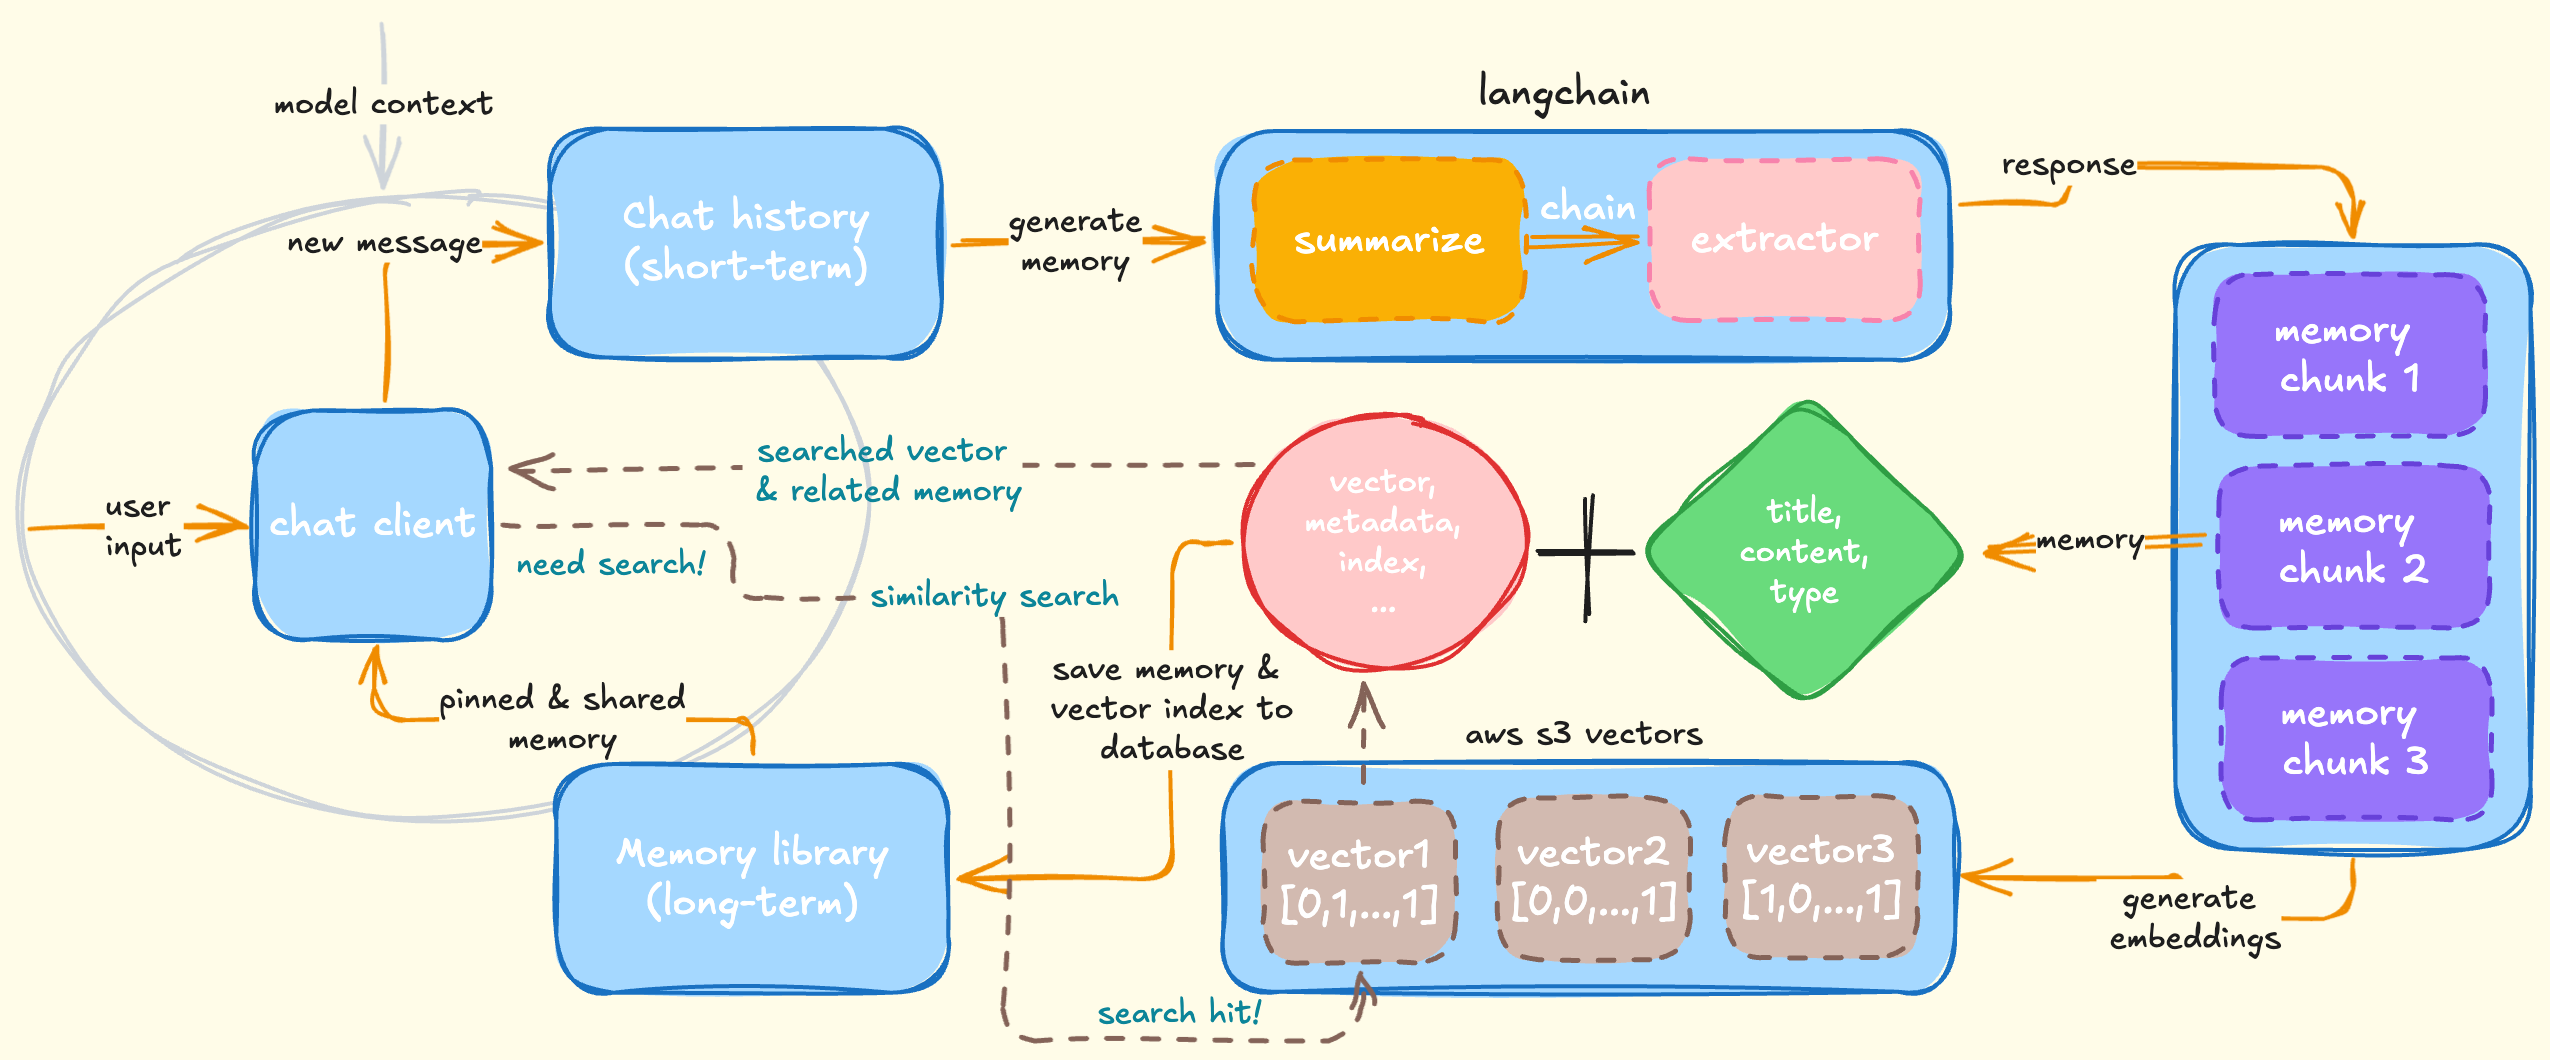 model context
new message
Chat history
(short-term)
generate
memory
langchain
summarize
chain
extractor
response
memory
chunk 1
memory
chunk 2
memory
chunk 3
user
input
chat client
searched vector
& related memory
need search!
similarity search
vector,
metadata,
index,
...
title,
content,
type
memory
pinned & shared
memory
save memory &
vector index to
database
aws s3 vectors
Memory library
(long-term)
vector1
[0,1,...,1]
vector2
[0,0,...,1]
vector3
[1,0,...,1]
generate
embeddings
search hit!